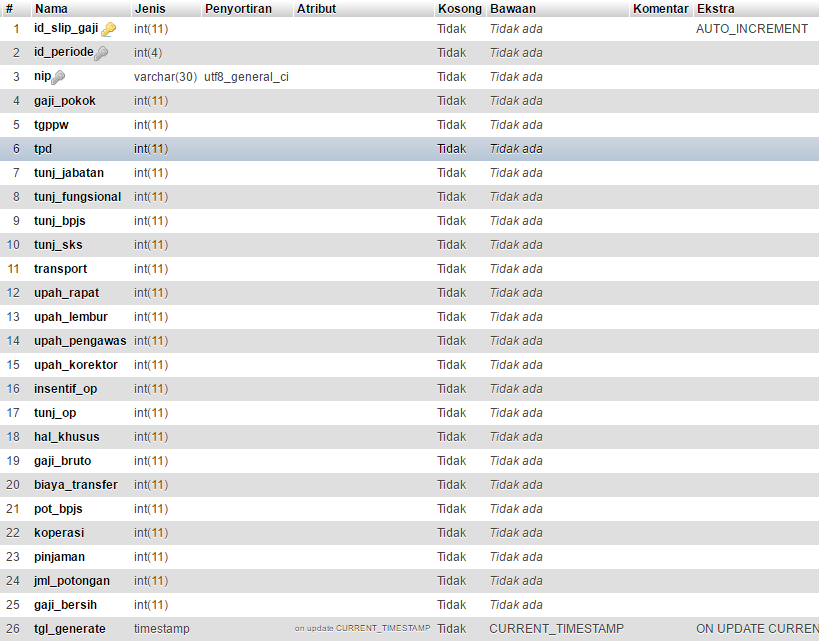 # Nama Jenis Penyortiran Atribut Kosong Bawaan Komentar Ekstra
1 id_slip_gaji int(11) Tidak Tidak ada AUTO_INCREMENT
2 id_periode int(4) Tidak Tidak ada
3 nip varchar(30) utf8_general_ci Tidak Tidak ada
4 gaji_pokok int(11) Tidak Tidak ada
5 tgppw int(11) Tidak Tidak ada
6 tpd int(11) Tidak Tidak ada
7 tunj_jabatan int(11) Tidak Tidak ada
8 tunj_fungsional int(11) Tidak Tidak ada
9 tunj_bpjs int(11) Tidak Tidak ada
10 tunj_sks int(11) Tidak Tidak ada
11 transport int(11) Tidak Tidak ada
12 upah_rapat int(11) Tidak Tidak ada
13 upah_lembur int(11) Tidak Tidak ada
14 upah_pengawas int(11) Tidak Tidak ada
15 upah_korektor int(11) Tidak Tidak ada
16 insentif_op int(11) Tidak Tidak ada
17 tunj_op int(11) Tidak Tidak ada
18 hal_khusus int(11) Tidak Tidak ada
19 gaji_bruto int(11) Tidak Tidak ada
20 biaya_transfer int(11) Tidak Tidak ada
21 pot_bpjs int(11) Tidak Tidak ada
22 koperasi int(11) Tidak Tidak ada
23 pinjaman int(11) Tidak Tidak ada
24 jml_potongan int(11) Tidak Tidak ada
25 gaji_bersih int(11) Tidak Tidak ada
26 tgl_generate timestamp on update CURRENT_TIMESTAMP Tidak CURRENT_TIMESTAMP ON UPDATE CURREN